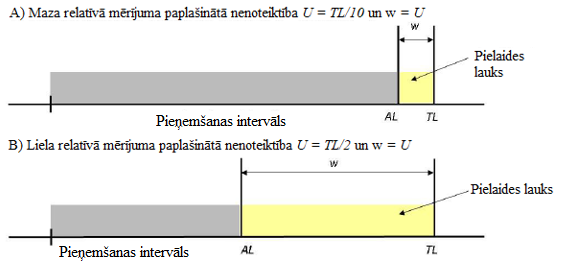 A) Maza relatīvā mērījuma paplašinātā nenoteiktība U = TL/10 un w = U
w
Pielaides
lauks
Pieņemšanas intervāls
AL
TL
B) Liela relatīvā mērījuma paplašinātā nenoteiktība U = TL/2 un w = U
w
Pielaides lauks
Pieņemšanas intervāls
AL
TL